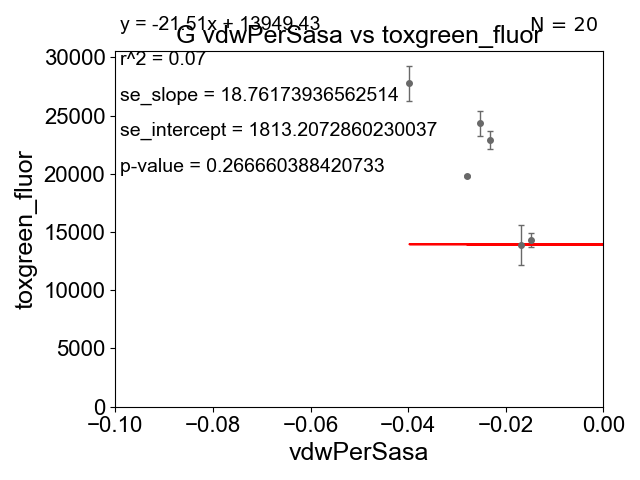 y = -21.51x + 13949.43
N = 20
G vdwPerSasa vs toxgreen_fluor
r^2 = 0.07
se_slope = 18.76173936562514
se_intercept = 1813.2072860230037
p-value = 0.266660388420733
toxgreen_fluor
30000
25000
20000
15000
10000
5000
0
−0.10
−0.08
−0.06
−0.04
−0.02
0.00
vdwPerSasa